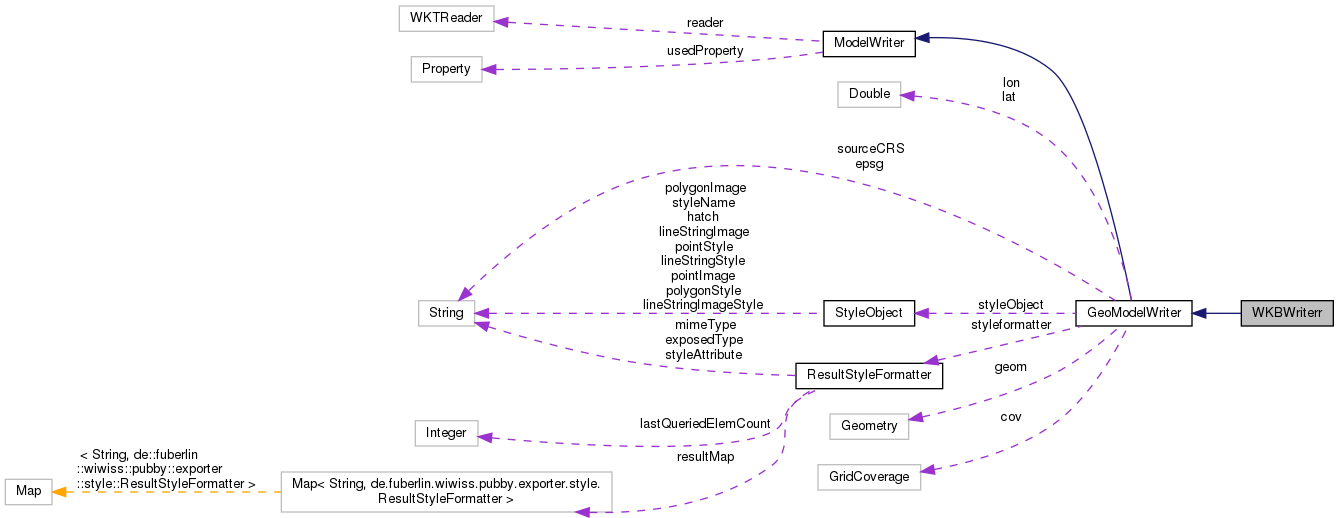 WKTReader
reader
ModelWriter
usedProperty
Property
Double
lon
lat
sourceCRS
epsg
polygonImage
styleName
hatch
lineStringImage
pointStyle
lineStringStyle
pointImage
polygonStyle
lineStringImageStyle
String
StyleObject
styleObject
GeoModelWriter
WKBWriterr
mimeType
exposedType
styleAttribute
styleformatter
ResultStyleFormatter
geom
Geometry
cov
GridCoverage
Integer
lastQueriedElemCount
resultMap
< String, de::fuberlin
::wiwiss::pubby::exporter
::style::ResultStyleFormatter >
Map
Map< String, de.fuberlin.wiwiss.pubby.exporter.style.
ResultStyleFormatter >